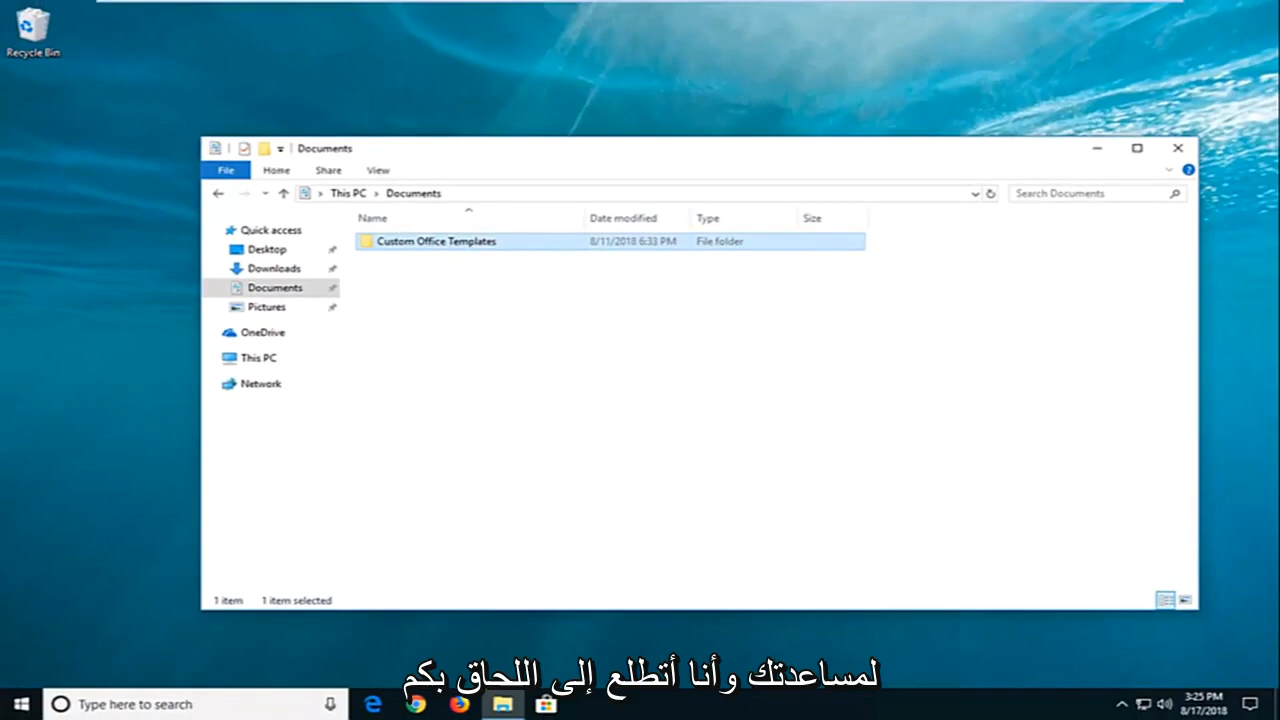 Recycle Bin
Documents
File Home Share View
This PC Documents
Search Documents
Name Date modified Type Size
Custom Office Templates 8/11/2018 6:33 PM File folder
Quick access
Desktop
Downloads
Documents
Pictures
OneDrive
This PC
Network
1 item 1 item selected
لمساعدتك وأنا أتطلع إلى اللحاق بكم
Type here to search
3:25 PM
8/17/2018